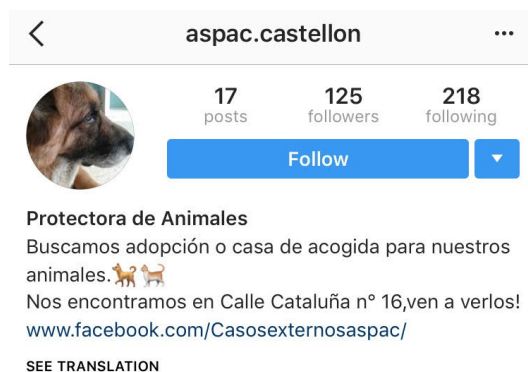 aspac.castellon
17 125 218
posts followers following
Follow
Protectora de Animales
Buscamos adopción o casa de acogida para nuestros
animales.🐕🐈
Nos encontramos en Calle Cataluña n° 16,ven a verlos!
www.facebook.com/Casosexternosaspac/
SEE TRANSLATION